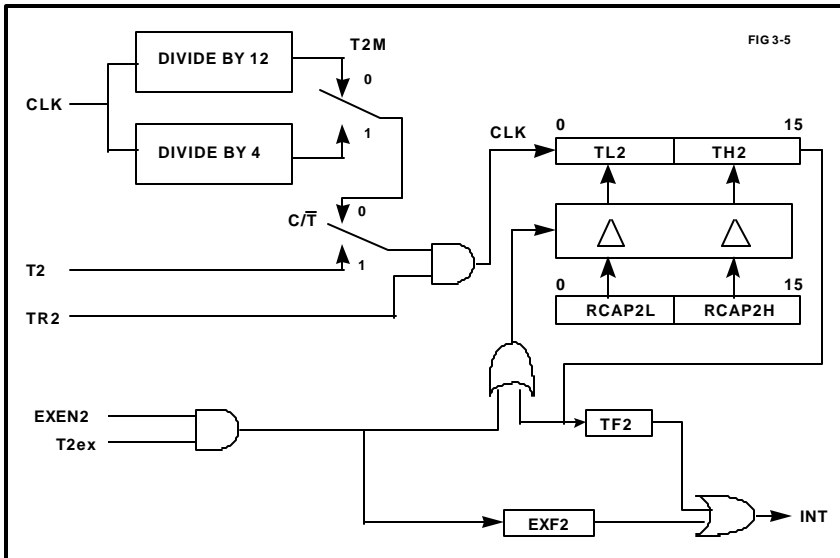 FIG 3-5
DIVIDE BY 12
T2M
0
CLK
1
DIVIDE BY 4
CLK
0
15
TL2
TH2
C/T̅
0
1
T2
TR2
0
15
RCAP2L
RCAP2H
EXEN2
T2ex
TF2
EXF2
INT